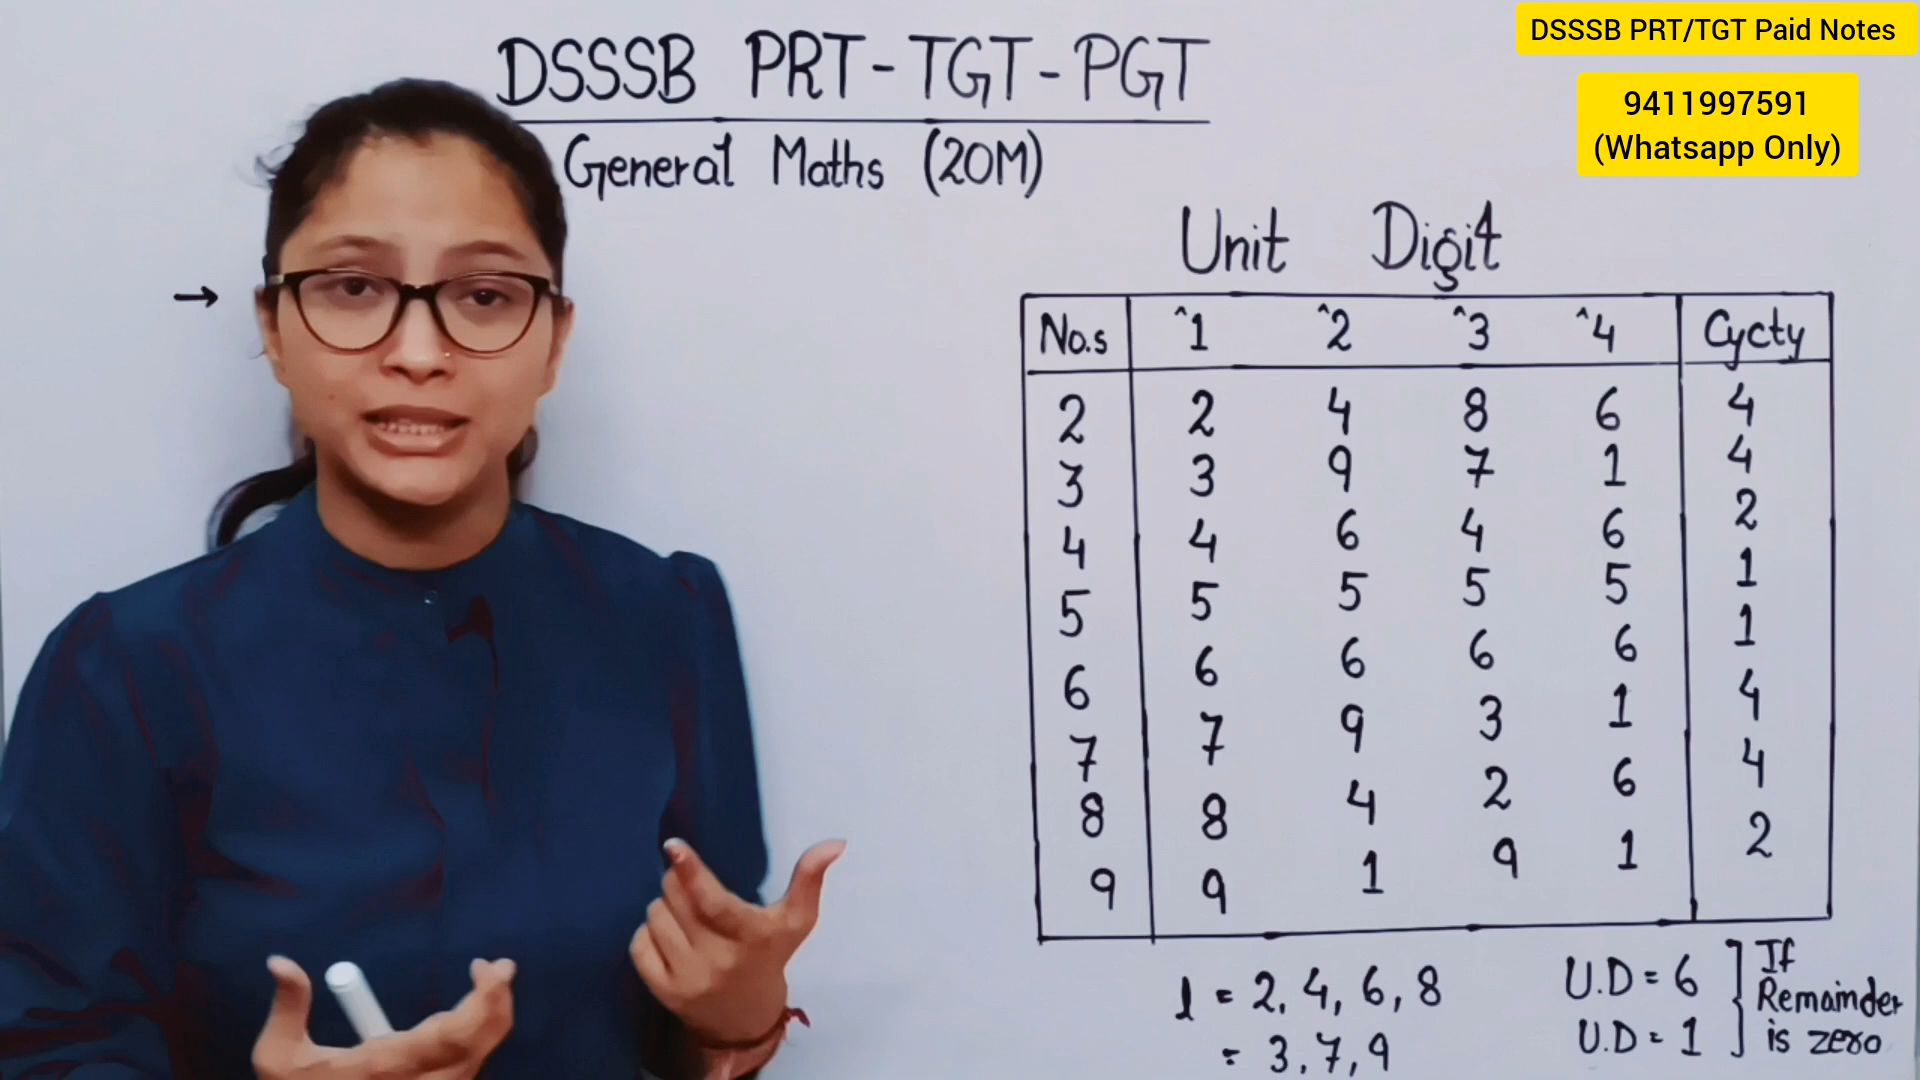 DSSSB PRT-TGT-PGT
General Maths (20M)
DSSSB PRT/TGT Paid Notes
9411997591
(Whatsapp Only)
→
Unit Digit
No.s ^1 ^2 ^3 ^4 Cycty
2 2 4 8 6 4
3 3 9 7 1 4
4 4 6 4 6 2
5 5 5 5 5 1
6 6 6 6 6 1
7 7 9 3 1 4
8 8 4 2 6 4
9 9 1 9 1 2
1 = 2, 4, 6, 8 U.D = 6 ] If
Remainder
= 3, 7, 9 U.D = 1 ] is zero